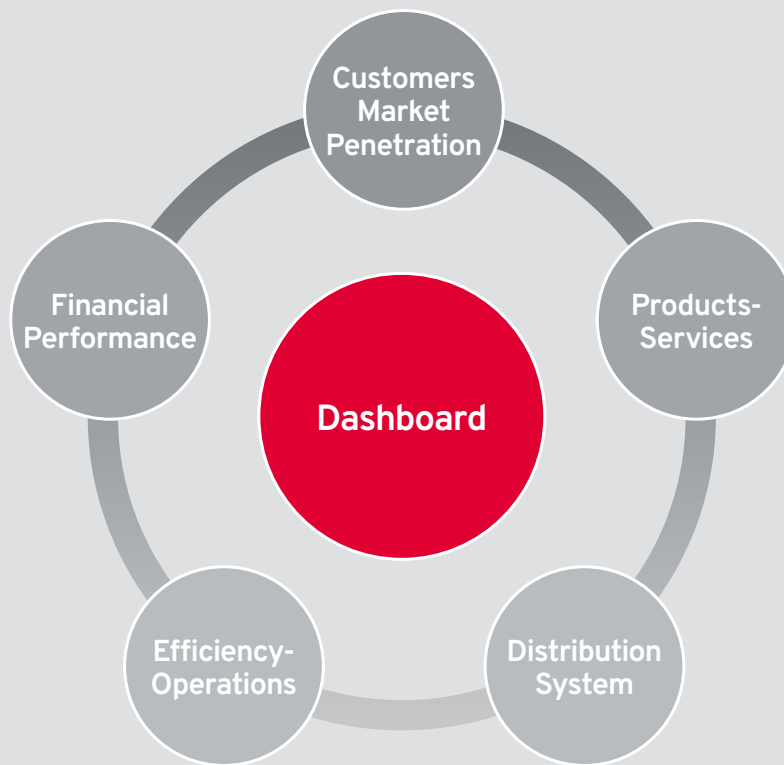 Customers
Market
Penetration
Financial
Performance
Products-
Services
Dashboard
Efficiency-
Operations
Distribution
System